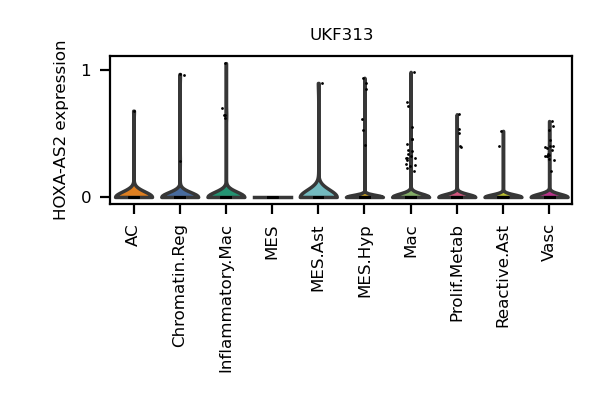 UKF313
HOXA-AS2 expression
1
0
AC
Chromatin.Reg
Inflammatory.Mac
MES
MES.Ast
MES.Hyp
Mac
Prolif.Metab
Reactive.Ast
Vasc